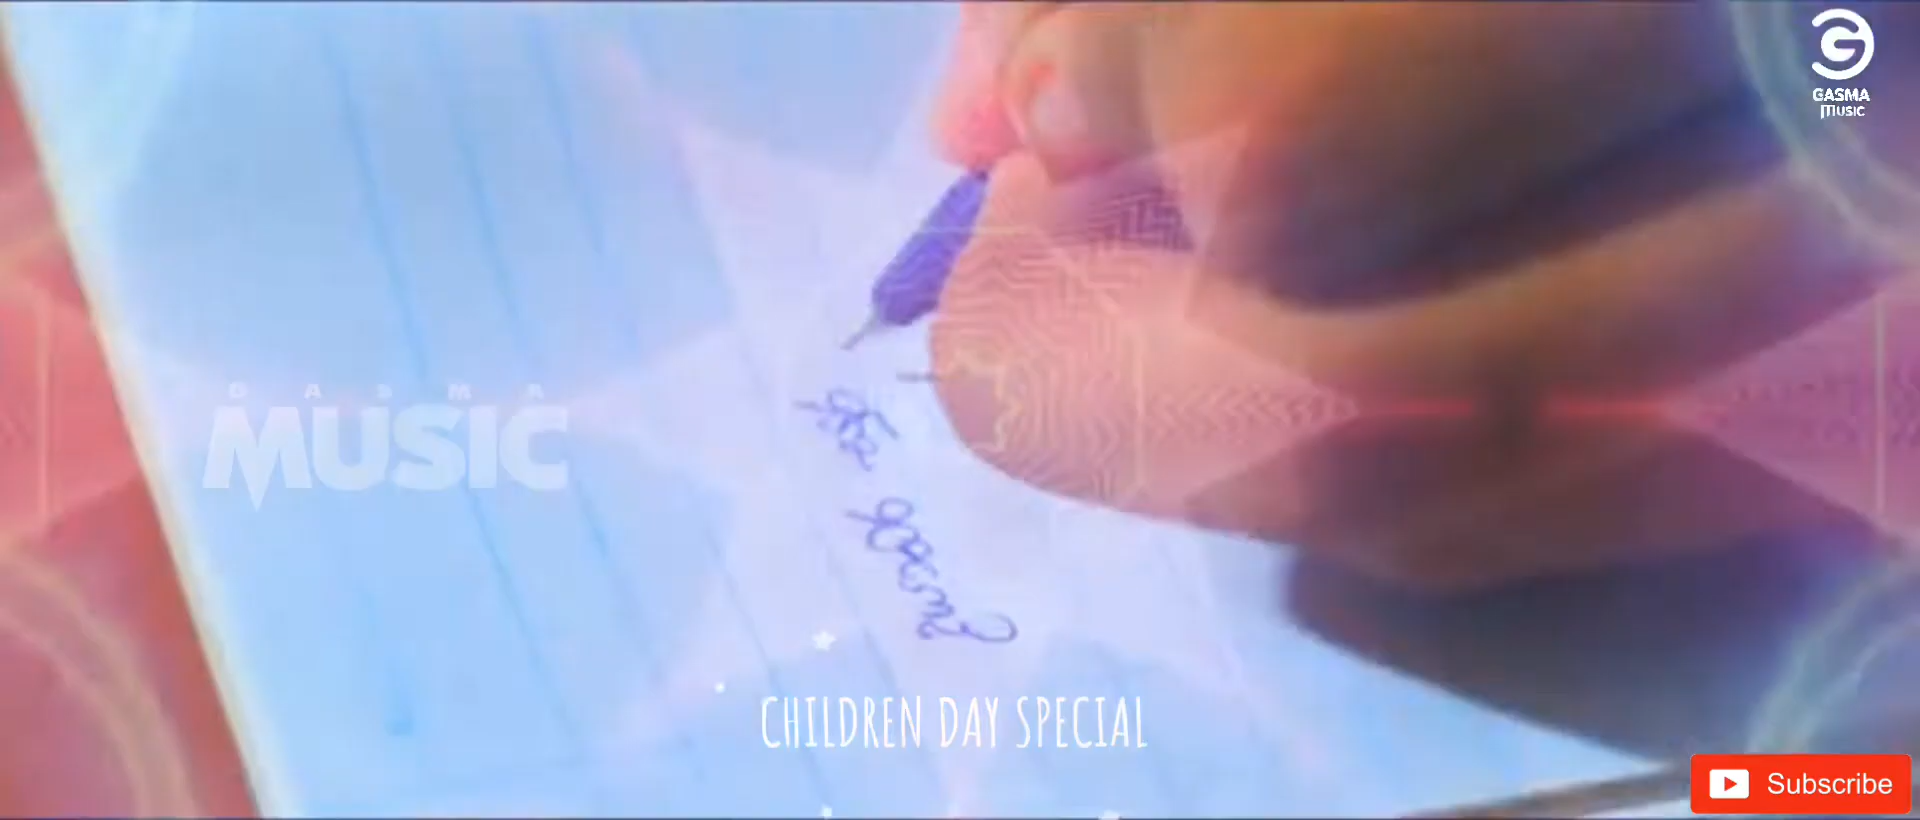 GASMA
MUSIC
GASMA
MUSIC
CHILDREN DAY SPECIAL
Subscribe